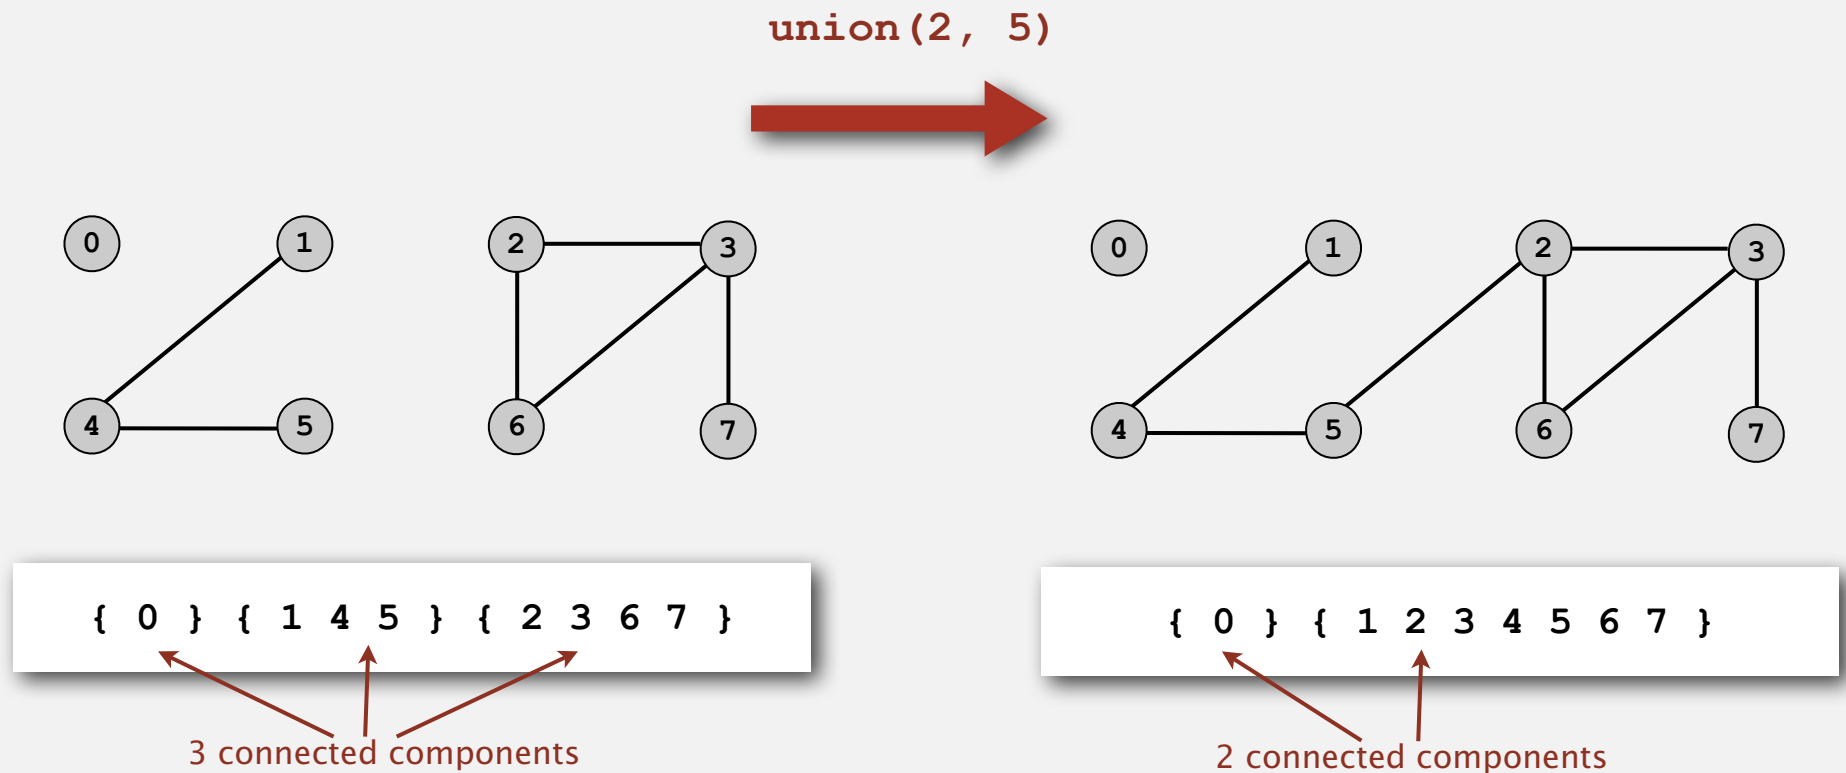 union(2, 5)
0 1 2 3
4 5 6 7
0 1 2 3
4 5 6 7
{ 0 } { 1 4 5 } { 2 3 6 7 }
3 connected components
{ 0 } { 1 2 3 4 5 6 7 }
2 connected components